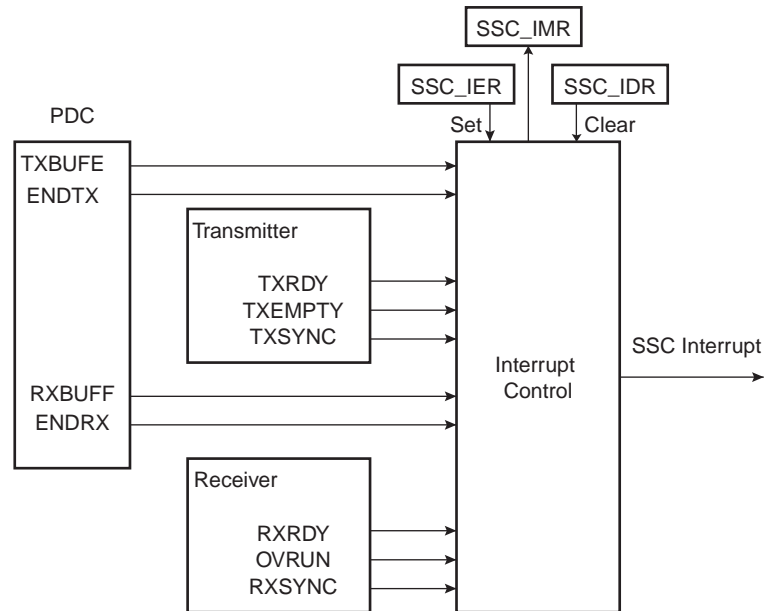 SSC_IMR
SSC_IER
SSC_IDR
PDC
Set
Clear
TXBUFE
ENDTX
Transmitter
TXRDY
TXEMPTY
TXSYNC
SSC Interrupt
Interrupt
Control
RXBUFF
ENDRX
Receiver
RXRDY
OVRUN
RXSYNC